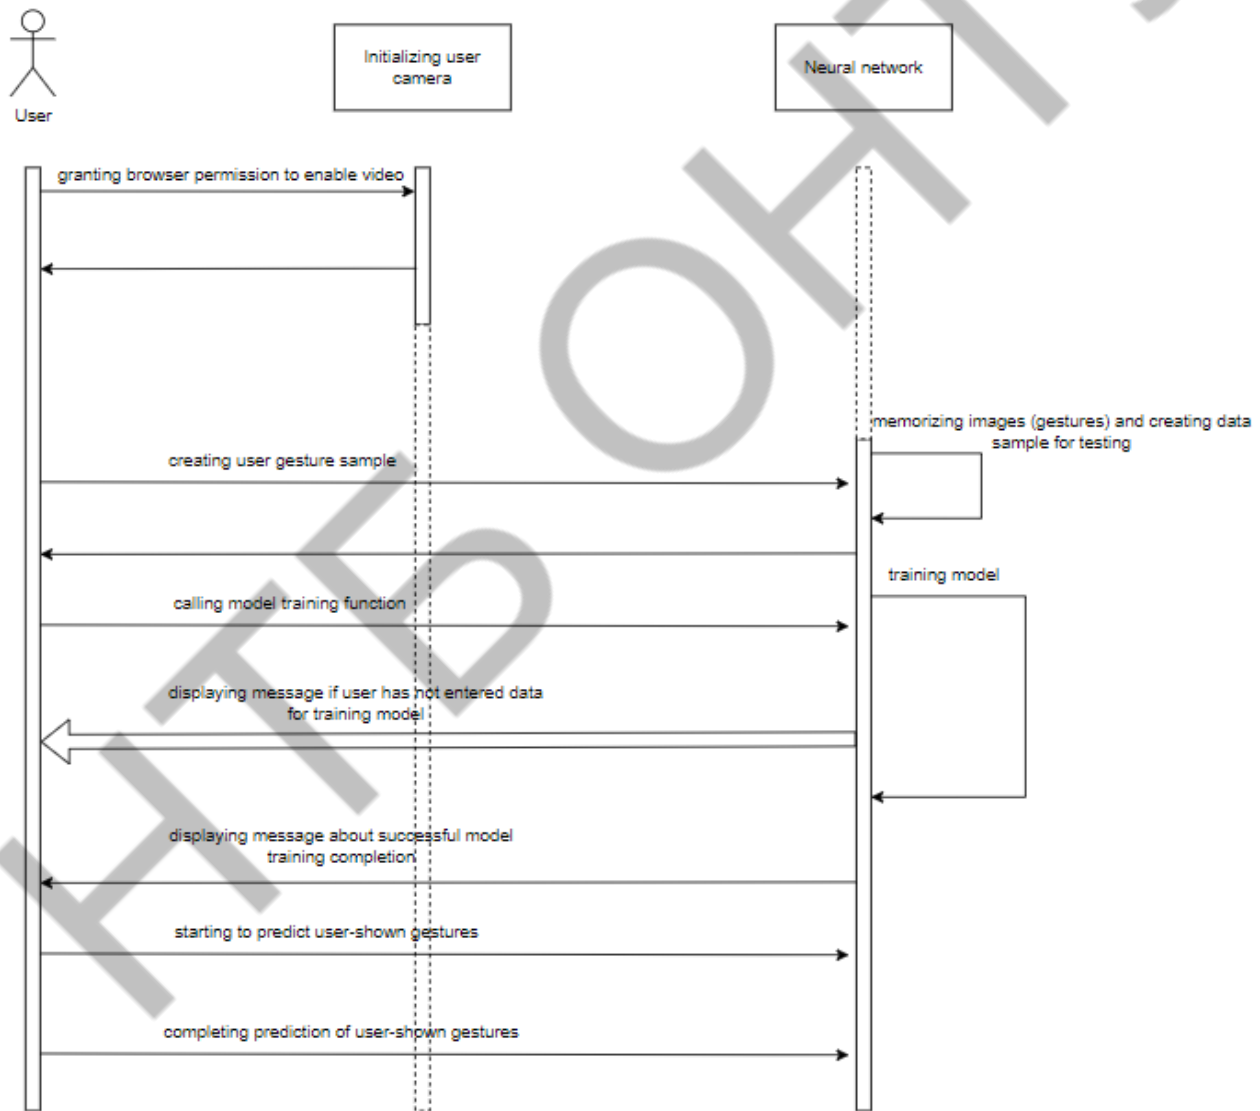 Initializing user
camera
Neural network
User
granting browser permission to enable video
memorizing images (gestures) and creating data
sample for testing
creating user gesture sample
training model
calling model training function
displaying message if user has not entered data
for training model
displaying message about successful model
training completion
starting to predict user-shown gestures
completing prediction of user-shown gestures
НТБ ОНТ